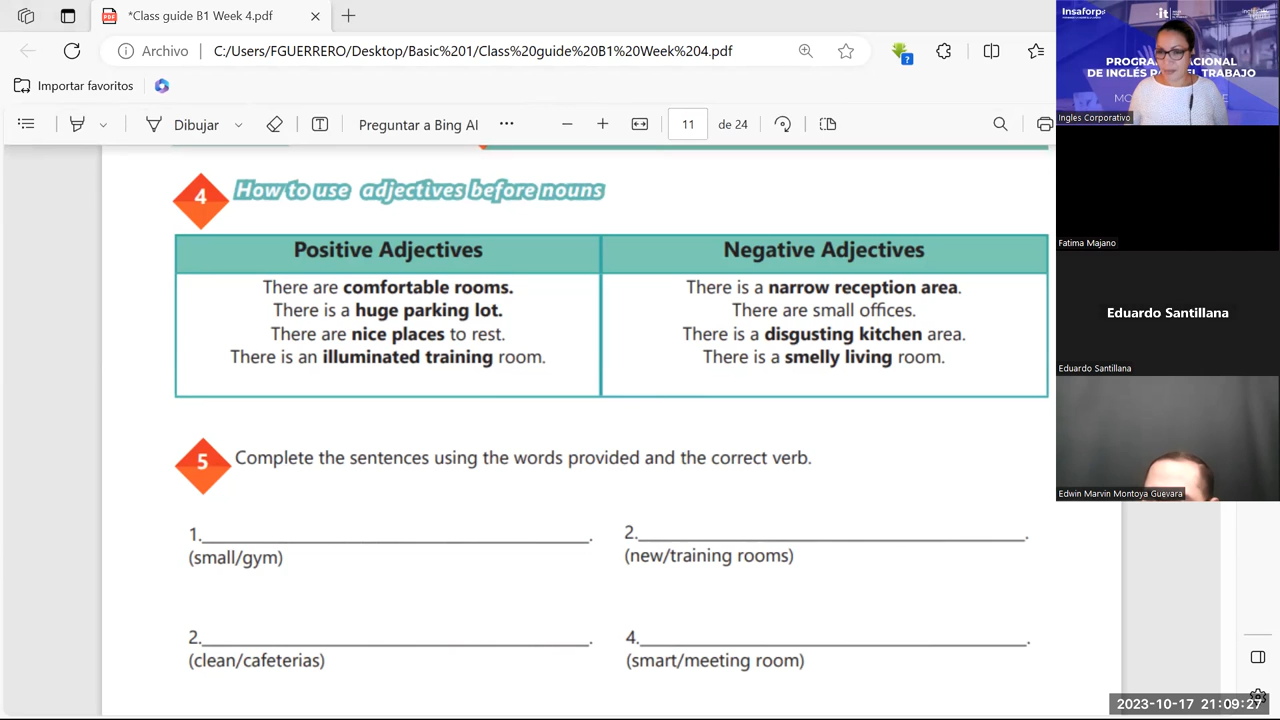 *Class guide B1 Week 4.pdf
Archivo
C:/Users/FGUERRERO/Desktop/Basic%201/Class%20guide%20B1%20Week%204.pdf
Importar favoritos
Dibujar
Preguntar a Bing AI
11
de 24
4
How to use adjectives before nouns
Positive Adjectives
There are comfortable rooms.
There is a huge parking lot.
There are nice places to rest.
There is an illuminated training room.
Negative Adjectives
There is a narrow reception area.
There are small offices.
There is a disgusting kitchen area.
There is a smelly living room.
5
Complete the sentences using the words provided and the correct verb.
1.____________________.
(small/gym)
2.____________________.
(new/training rooms)
2.____________________.
(clean/cafeterias)
4.____________________.
(smart/meeting room)
Insaforp
it
Ingles Corporativo
Fatima Majano
Eduardo Santillana
Eduardo Santillana
Edwin Marvin Montoya Guevara
2023-10-17 21:09:27